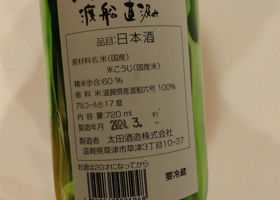 渡船 直汲み
品目:日本酒
原材料名:米(国産)
米こうじ(国産米)
精米歩合:60%
原料米:滋賀県産渡船六号 100%
アルコール分:17度
内容量:720ml
製造年月 2024. 3.
製造者 太田酒造株式会社
滋賀県草津市草津3丁目10-37
お酒は20才になってから
要冷蔵